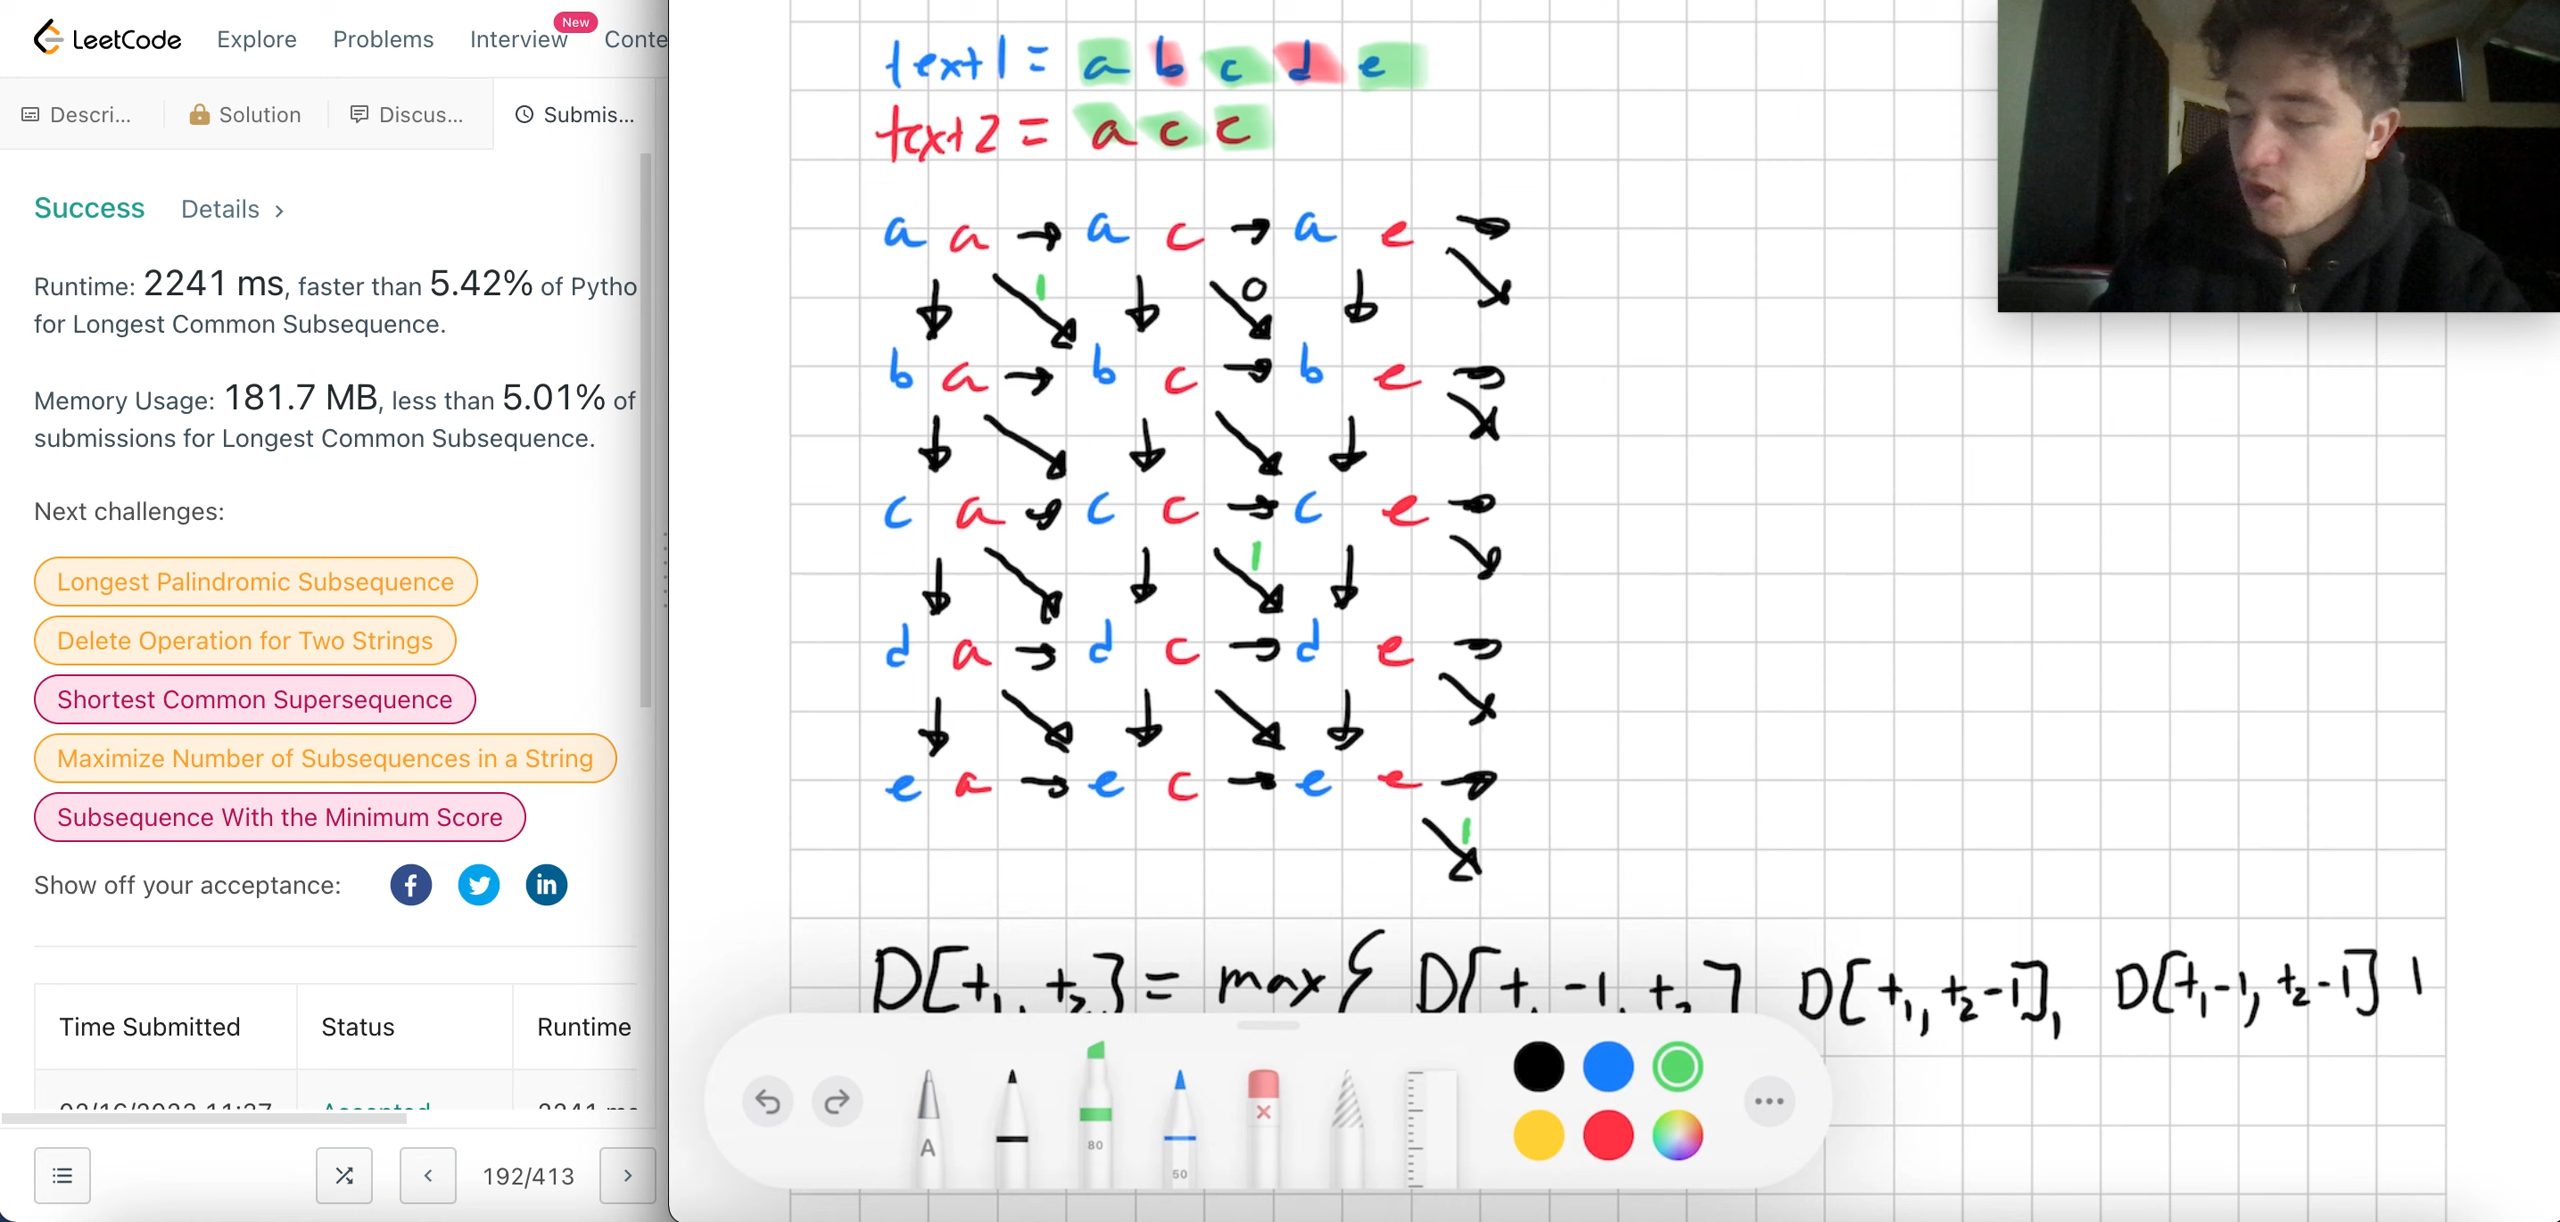 LeetCode Explore Problems Interview New Conte
Descri... Solution Discus... Submis...
Success Details >
Runtime: 2241 ms, faster than 5.42% of Pytho
for Longest Common Subsequence.
Memory Usage: 181.7 MB, less than 5.01% of
submissions for Longest Common Subsequence.
Next challenges:
Longest Palindromic Subsequence
Delete Operation for Two Strings
Shortest Common Supersequence
Maximize Number of Subsequences in a String
Subsequence With the Minimum Score
Show off your acceptance:
Time Submitted Status Runtime
192/413
text1 = a b c d e
text2 = a c e
a a → a c → a e →
1 0
b a → b c → b e →
c a → c c → c e →
1
d a → d c → d e →
e a → e c → e e →
1
D[t₁, t₂] = max { D[t₁-1, t₂] D[t₁, t₂-1], D[t₁-1, t₂-1] 1
A 80 50